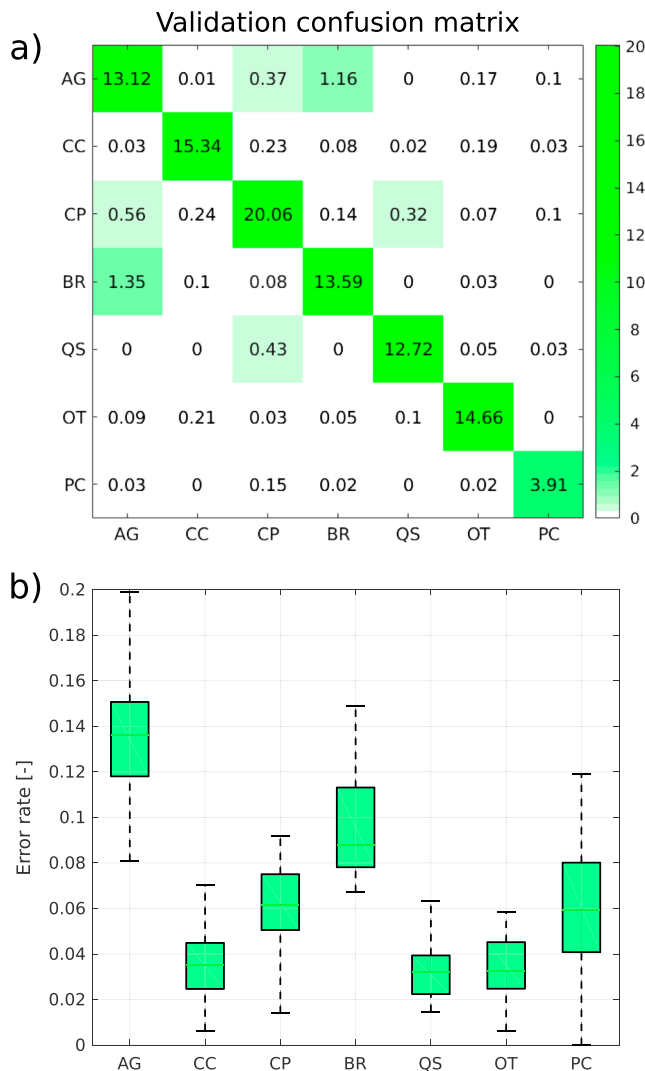 Validation confusion matrix
a)
AG 13.12 0.01 0.37 1.16 0 0.17 0.1
CC 0.03 15.34 0.23 0.08 0.02 0.19 0.03
CP 0.56 0.24 20.06 0.14 0.32 0.07 0.1
BR 1.35 0.1 0.08 13.59 0 0.03 0
QS 0 0 0.43 0 12.72 0.05 0.03
OT 0.09 0.21 0.03 0.05 0.1 14.66 0
PC 0.03 0 0.15 0.02 0 0.02 3.91
AG CC CP BR QS OT PC
20
18
16
14
12
10
8
6
4
2
0
b)
Error rate [-]
0.2
0.18
0.16
0.14
0.12
0.1
0.08
0.06
0.04
0.02
0
AG CC CP BR QS OT PC